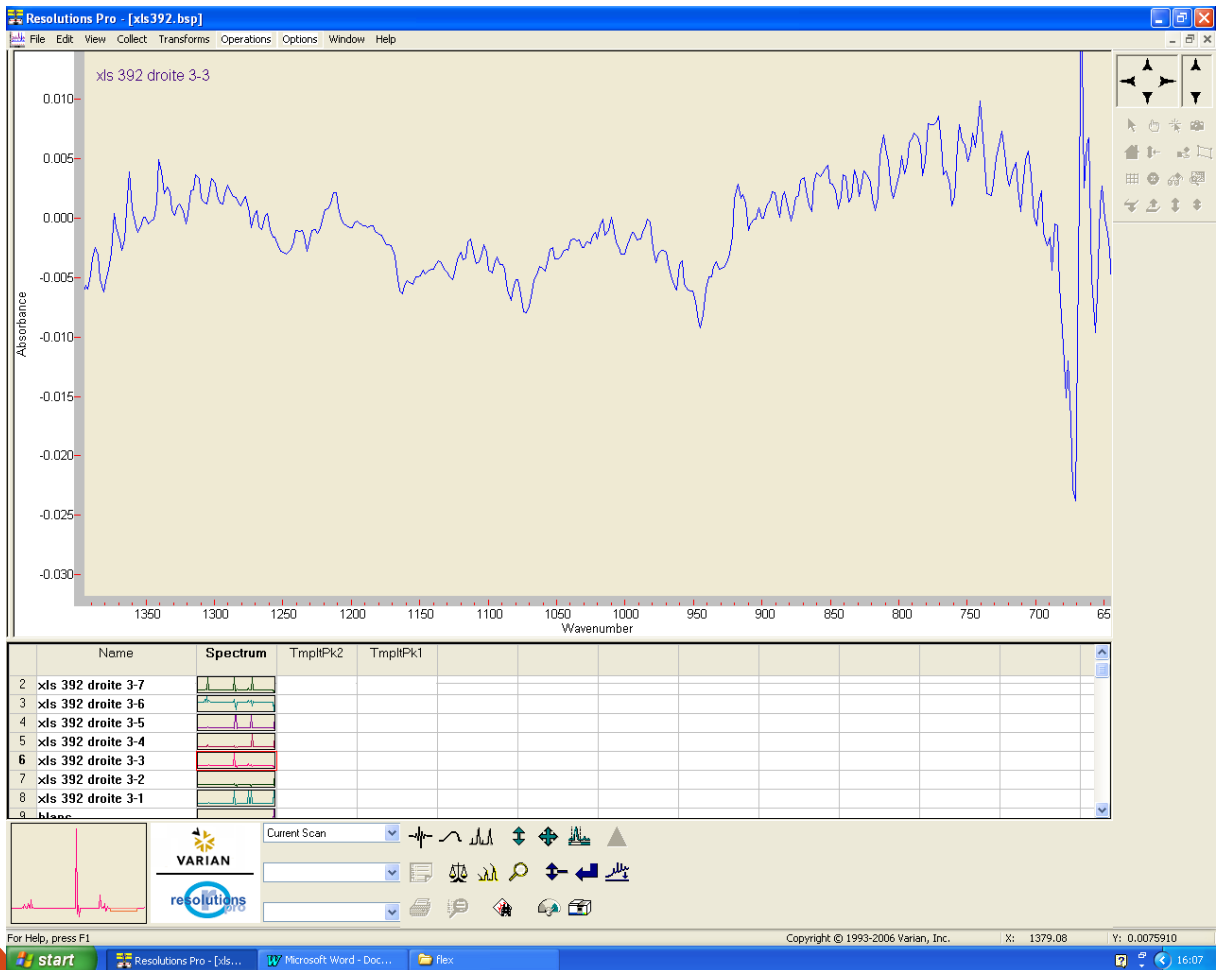 Resolutions Pro - [xls392.bsp]
File Edit View Collect Transforms Operations Options Window Help
xls 392 droite 3-3
0.010
0.005
0.000
-0.005
-0.010
-0.015
-0.020
-0.025
-0.030
Absorbance
1350 1300 1250 1200 1150 1100 1050 1000 950 900 850 800 750 700 65
Wavenumber
Name Spectrum TmpltPk2 TmpltPk1
2 xls 392 droite 3-7
3 xls 392 droite 3-6
4 xls 392 droite 3-5
5 xls 392 droite 3-4
6 xls 392 droite 3-3
7 xls 392 droite 3-2
8 xls 392 droite 3-1
9 blanc
Current Scan
VARIAN
resolutions
pro
For Help, press F1 Copyright © 1993-2006 Varian, Inc. X: 1379.08 Y: 0.0075910
start Resolutions Pro - [xls... Microsoft Word - Doc... flex 16:07